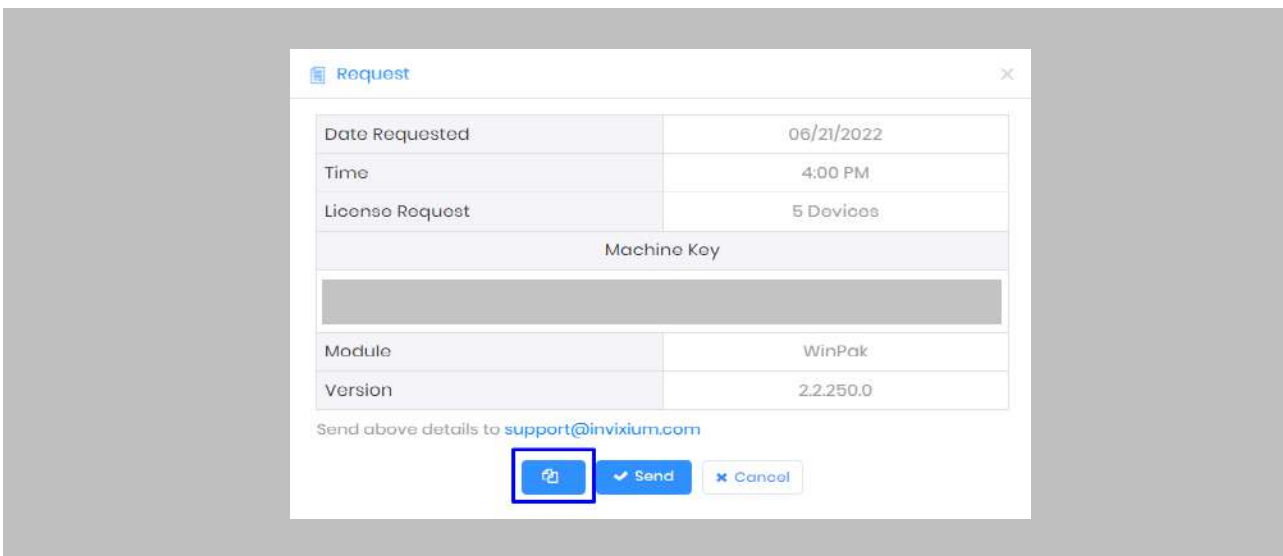 Request
Date Requested 06/21/2022
Time 4:00 PM
License Request 5 Devices
Machine Key
Module WinPak
Version 2.2.250.0
Send above details to support@invixium.com
Send Cancel